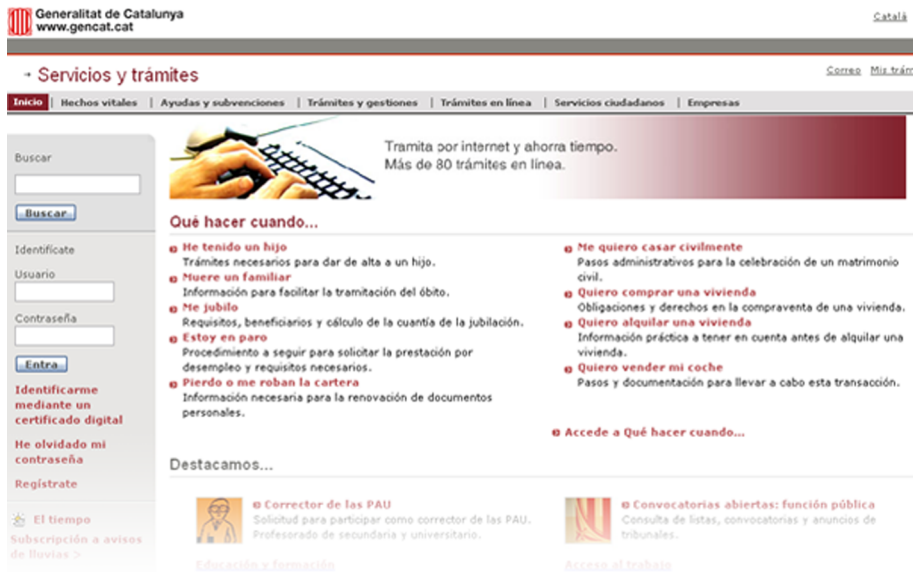 Generalitat de Catalunya
www.gencat.cat
Català
Servicios y trámites
Correo Mis trám
Inicio | Hechos vitales | Ayudas y subvenciones | Trámites y gestiones | Trámites en línea | Servicios ciudadanos | Empresas
Buscar
Buscar
Identifícate
Usuario
Contraseña
Entra
Identificarme
mediante un
certificado digital
He olvidado mi
contraseña
Regístrate
El tiempo
Subscripción a avisos
de lluvias >
Tramita por internet y ahorra tiempo.
Más de 80 trámites en línea.
Qué hacer cuando...
He tenido un hijo
Trámites necesarios para dar de alta a un hijo.
Muere un familiar
Información para facilitar la tramitación del óbito.
Me jubilo
Requisitos, beneficiarios y cálculo de la cuantía de la jubilación.
Estoy en paro
Procedimiento a seguir para solicitar la prestación por
desempleo y requisitos necesarios.
Pierdo o me roban la cartera
Información necesaria para la renovación de documentos
personales.
Me quiero casar civilmente
Pasos administrativos para la celebración de un matrimonio
civil.
Quiero comprar una vivienda
Obligaciones y derechos en la compraventa de una vivienda.
Quiero alquilar una vivienda
Información práctica a tener en cuenta antes de alquilar una
vivienda.
Quiero vender mi coche
Pasos y documentación para llevar a cabo esta transacción.
Accede a Qué hacer cuando...
Destacamos...
Corrector de las PAU
Solicitud para participar como corrector de las PAU.
Profesorado de secundaria y universitario.
Educación y formación
Convocatorias abiertas: función pública
Consulta de listas, convocatorias y anuncios de
tribunales.
Acceso al trabajo